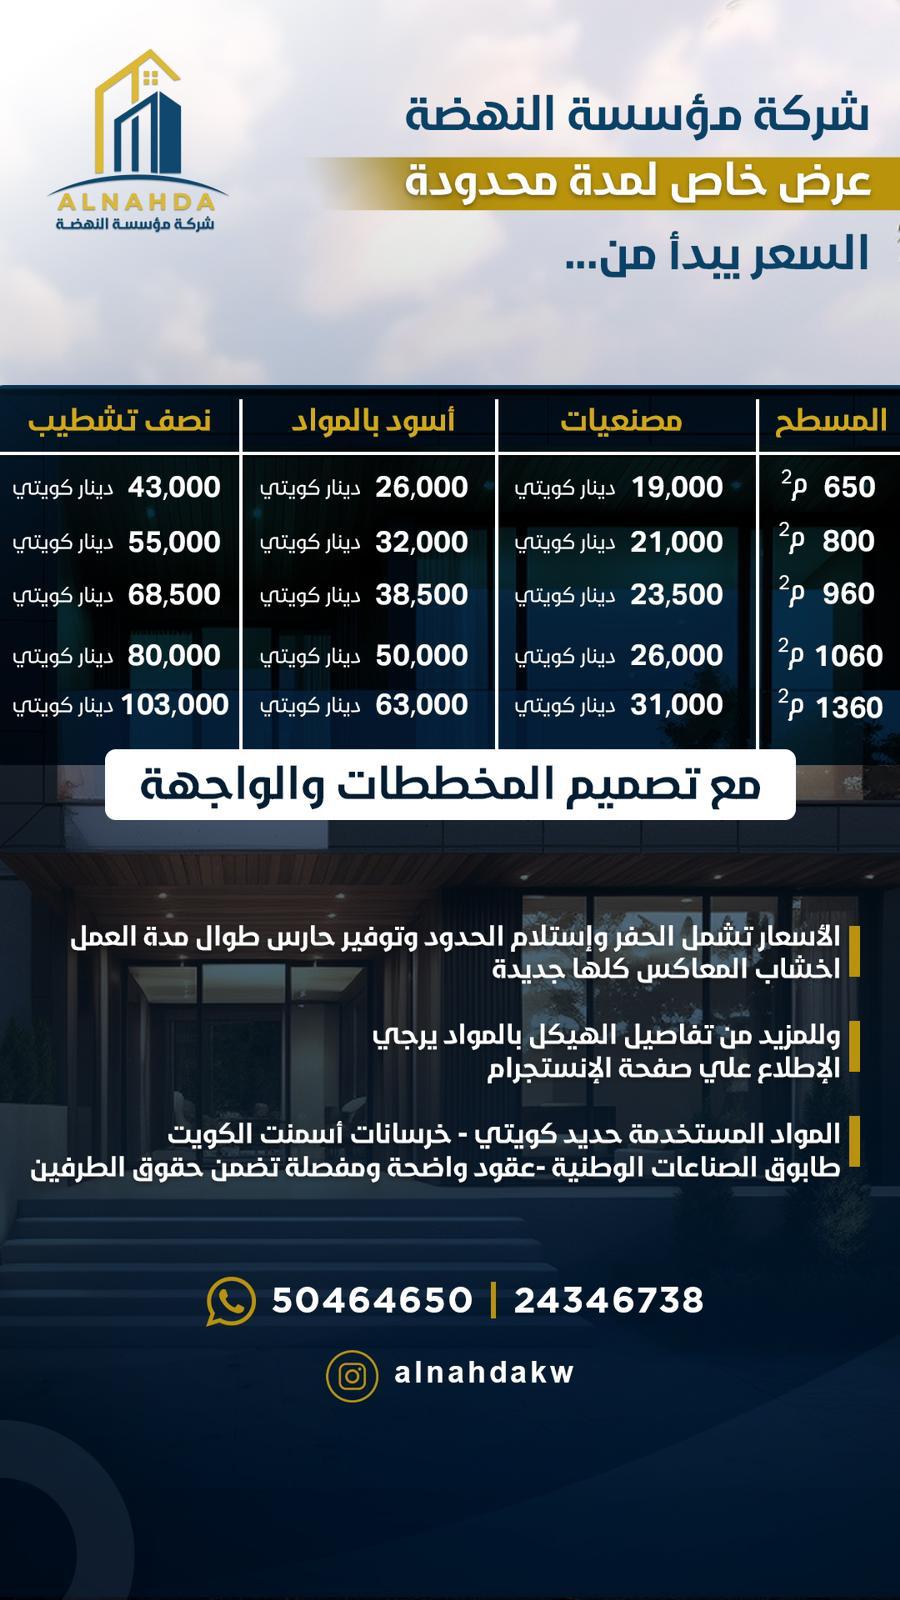 ALNAHDA
شركة مؤسسة النهضة
شركة مؤسسة النهضة
عرض خاص لمدة محدودة
السعر يبدأ من...
المسطح مصنعيات أسود بالمواد نصف تشطيب
650 م2 19,000 دينار كويتي 26,000 دينار كويتي 43,000 دينار كويتي
800 م2 21,000 دينار كويتي 32,000 دينار كويتي 55,000 دينار كويتي
960 م2 23,500 دينار كويتي 38,500 دينار كويتي 68,500 دينار كويتي
1060 م2 26,000 دينار كويتي 50,000 دينار كويتي 80,000 دينار كويتي
1360 م2 31,000 دينار كويتي 63,000 دينار كويتي 103,000 دينار كويتي
مع تصميم المخططات والواجهة
الأسعار تشمل الحفر وإستلام الحدود وتوفير حارس طوال مدة العمل
اخشاب المعاكس كلها جديدة
وللمزيد من تفاصيل الهيكل بالمواد يرجي
الإطلاع علي صفحة الإنستجرام
المواد المستخدمة حديد كويتي - خرسانات أسمنت الكويت
طابوق الصناعات الوطنية -عقود واضحة ومفصلة تضمن حقوق الطرفين
50464650 | 24346738
alnahdakw